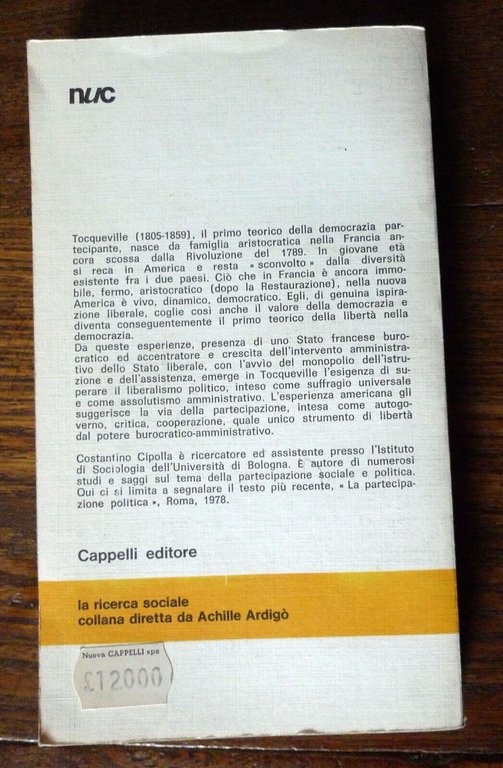 nuc
Tocqueville (1805-1859), il primo teorico della democrazia par-
tecipante, nasce da famiglia aristocratica nella Francia an-
cora scossa dalla Rivoluzione del 1789. In giovane età
si reca in America e resta « sconvolto » dalla diversità
esistente fra i due paesi. Ciò che in Francia è ancora immo-
bile, fermo, aristocratico (dopo la Restaurazione), nella nuova
America è vivo, dinamico, democratico. Egli, di genuina ispira-
zione liberale, coglie così anche il valore della democrazia e
diventa conseguentemente il primo teorico della libertà nella
democrazia.
Da queste esperienze, presenza di uno Stato francese buro-
cratico ed accentratore e crescita dell'intervento amministra-
tivo dello Stato liberale, con l'avvio del monopolio dell'istru-
zione e dell'assistenza, emerge in Tocqueville l'esigenza di su-
perare il liberalismo politico, inteso come suffragio universale
e come assolutismo amministrativo. L'esperienza americana gli
suggerisce la via della partecipazione, intesa come autogo-
verno, critica, cooperazione, quale unico strumento di libertà
dal potere burocratico-amministrativo.
Costantino Cipolla è ricercatore ed assistente presso l'Istituto
di Sociologia dell'Università di Bologna. È autore di numerosi
studi e saggi sul tema della partecipazione sociale e politica.
Qui ci si limita a segnalare il testo più recente, « La partecipa-
zione politica », Roma, 1978.
Cappelli editore
la ricerca sociale
collana diretta da Achille Ardigò
Nuova CAPPELLI spa
£12000